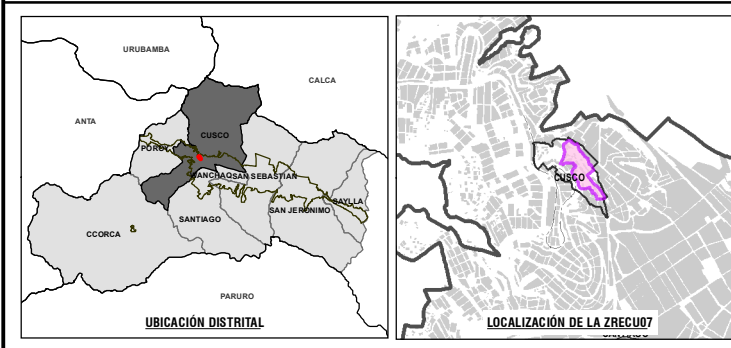 URUBAMBA
CALCA
ANTA
CUSCO
POROY
WANCHAQ
SAN SEBASTIAN
SAYLLA
SAN JERONIMO
SANTIAGO
CCORCA
PARURO
UBICACIÓN DISTRITAL
CUSCO
LOCALIZACIÓN DE LA ZRECU07
SANTIAGO